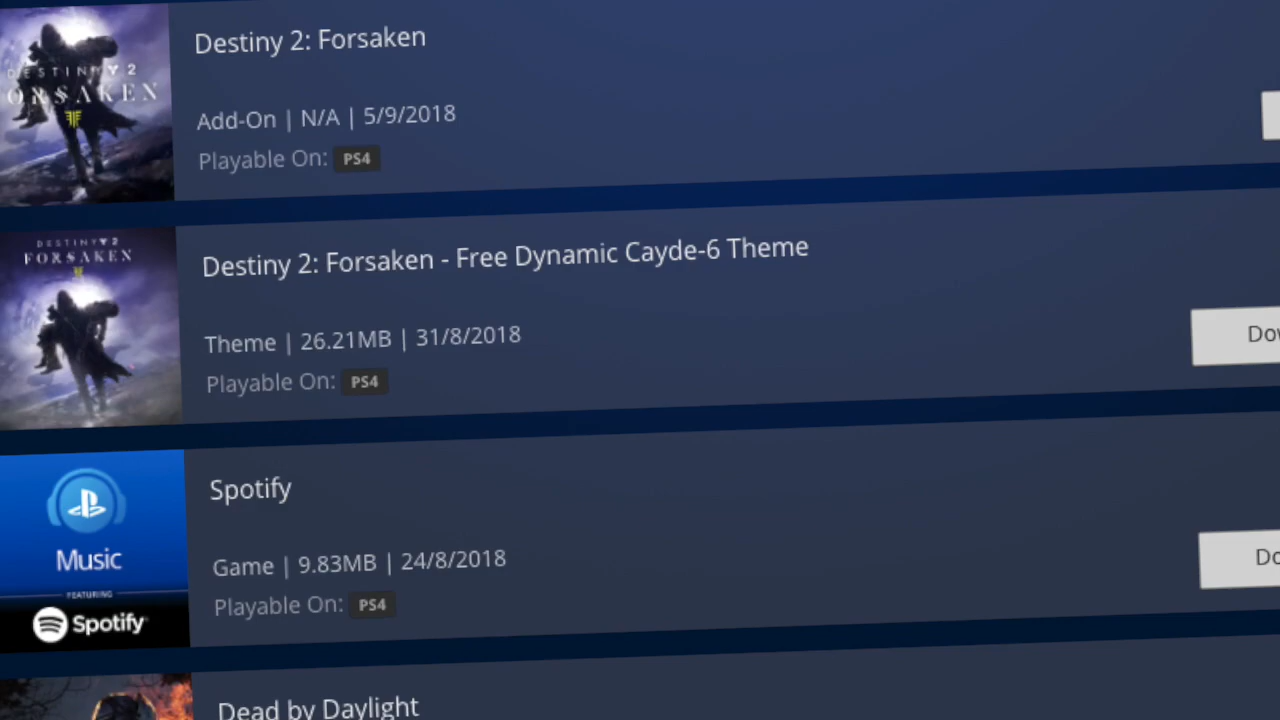 Destiny 2: Forsaken
DESTINY 2
FORSAKEN
Add-On | N/A | 5/9/2018
Playable On: PS4
DESTINY 2
FORSAKEN
Destiny 2: Forsaken - Free Dynamic Cayde-6 Theme
Theme | 26.21MB | 31/8/2018
Playable On: PS4
Spotify
Music
FEATURING
Spotify
Game | 9.83MB | 24/8/2018
Playable On: PS4
Dead by Daylight